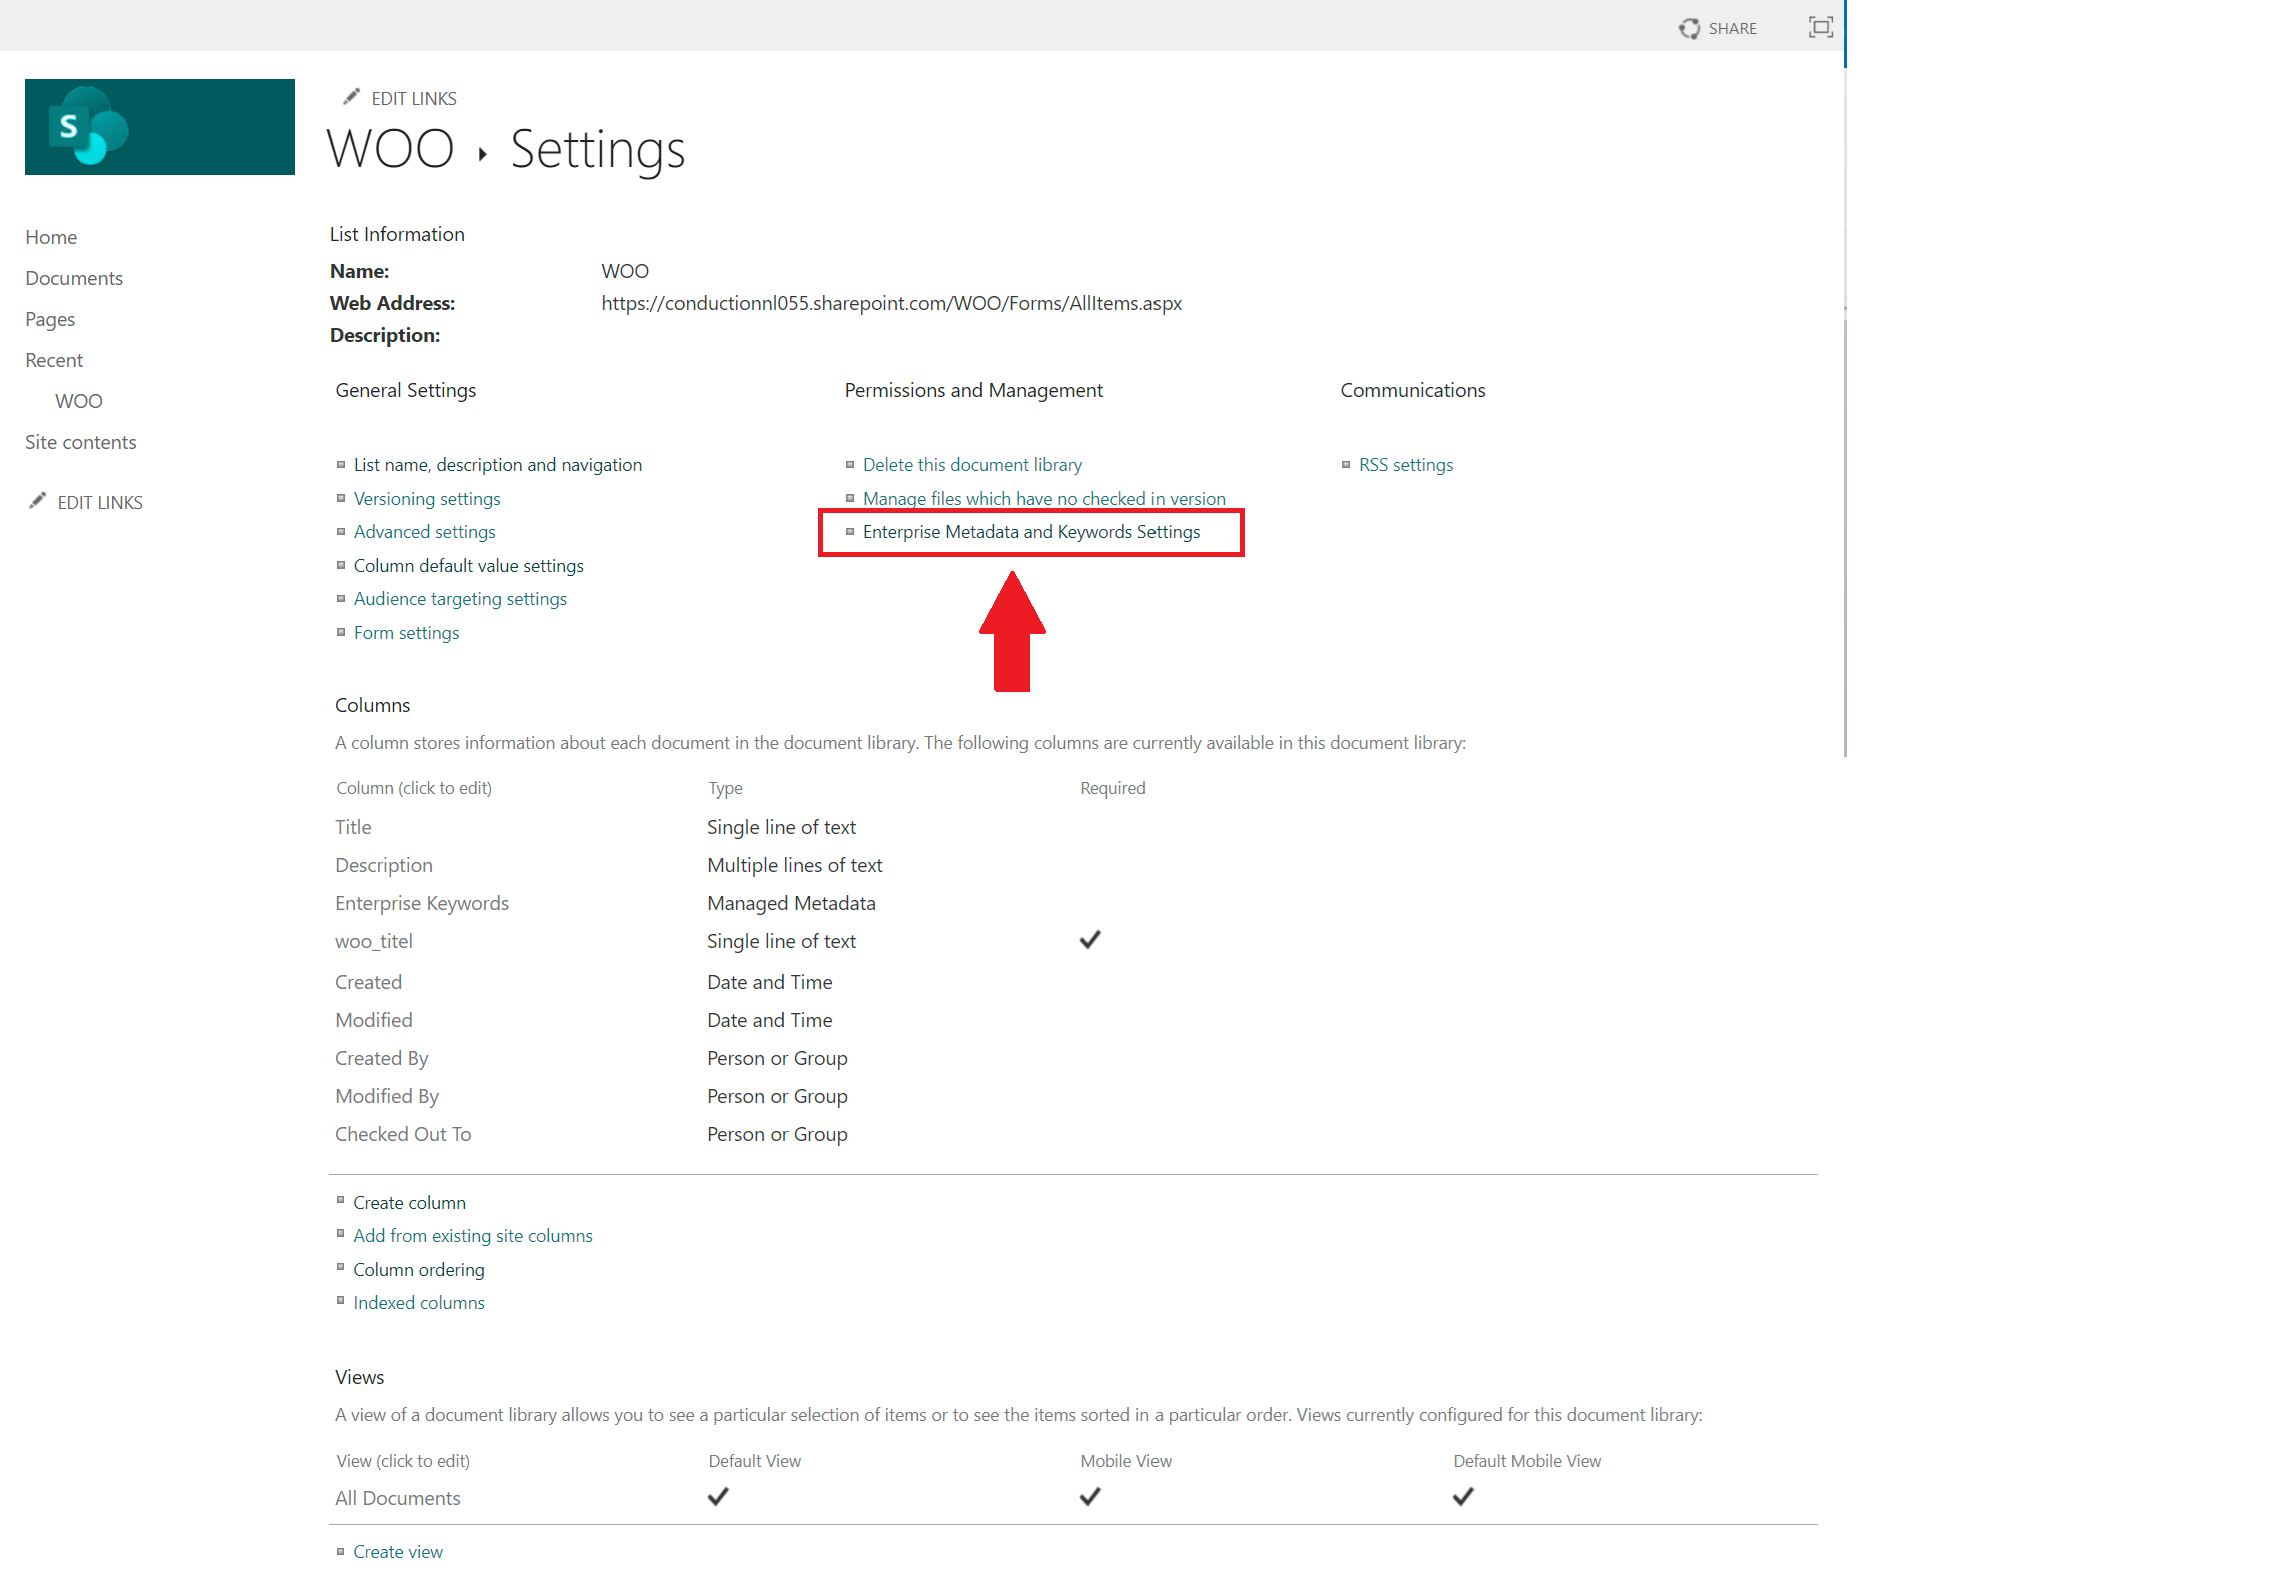 SHARE
S
EDIT LINKS
WOO ▸ Settings
Home
Documents
Pages
Recent
WOO
Site contents
EDIT LINKS
List Information
Name: WOO
Web Address: https://conductionnl055.sharepoint.com/WOO/Forms/AllItems.aspx
Description:
General Settings Permissions and Management Communications
List name, description and navigation Delete this document library RSS settings
Versioning settings Manage files which have no checked in version
Advanced settings Enterprise Metadata and Keywords Settings
Column default value settings
Audience targeting settings
Form settings
Columns
A column stores information about each document in the document library. The following columns are currently available in this document library:
Column (click to edit) Type Required
Title Single line of text
Description Multiple lines of text
Enterprise Keywords Managed Metadata
woo_titel Single line of text
Created Date and Time
Modified Date and Time
Created By Person or Group
Modified By Person or Group
Checked Out To Person or Group
Create column
Add from existing site columns
Column ordering
Indexed columns
Views
A view of a document library allows you to see a particular selection of items or to see the items sorted in a particular order. Views currently configured for this document library:
View (click to edit) Default View Mobile View Default Mobile View
All Documents
Create view